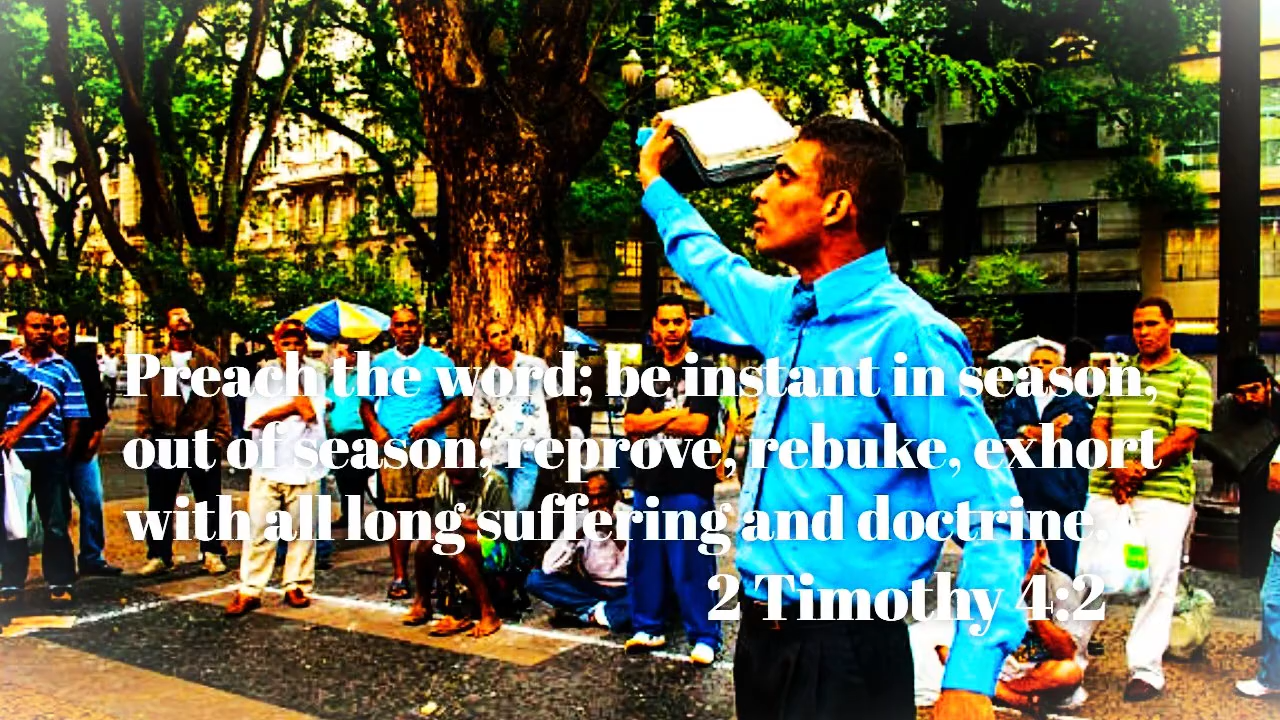 Preach the word; be instant in season,
out of season; reprove, rebuke, exhort
with all long suffering and doctrine.
2 Timothy 4:2